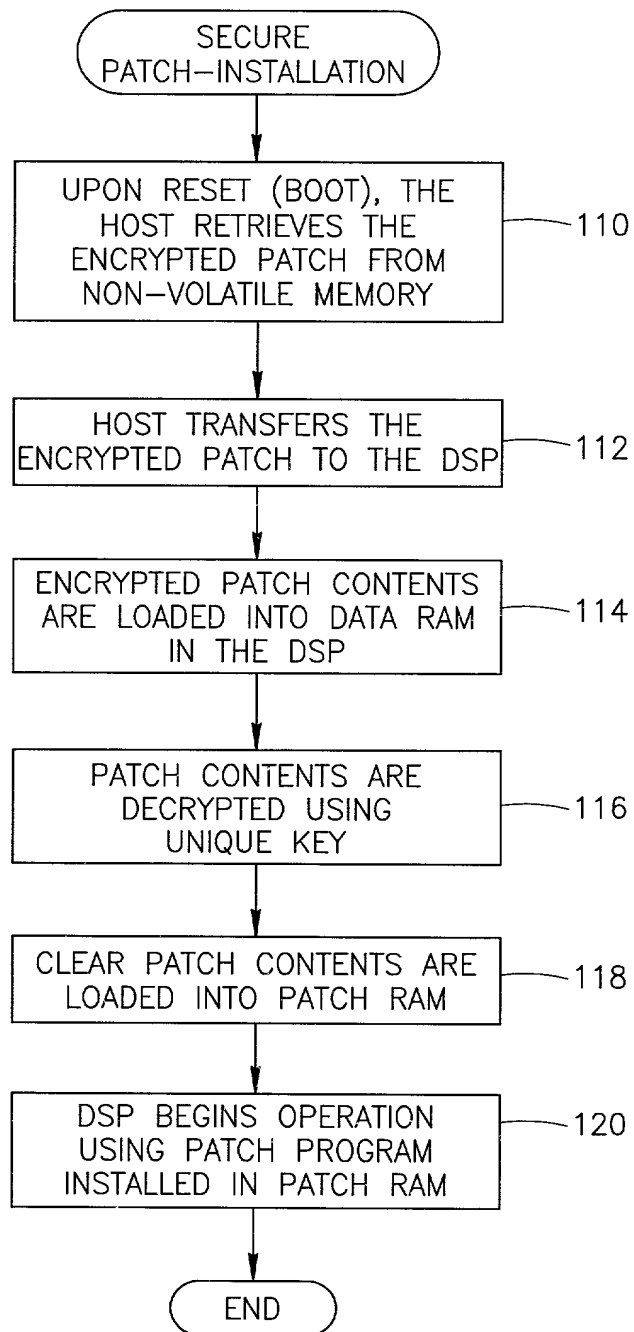 SECURE
PATCH-INSTALLATION
UPON RESET (BOOT), THE
HOST RETRIEVES THE
ENCRYPTED PATCH FROM
NON-VOLATILE MEMORY
110
HOST TRANSFERS THE
ENCRYPTED PATCH TO THE DSP
112
ENCRYPTED PATCH CONTENTS
ARE LOADED INTO DATA RAM
IN THE DSP
114
PATCH CONTENTS ARE
DECRYPTED USING
UNIQUE KEY
116
CLEAR PATCH CONTENTS ARE
LOADED INTO PATCH RAM
118
DSP BEGINS OPERATION
USING PATCH PROGRAM
INSTALLED IN PATCH RAM
120
END